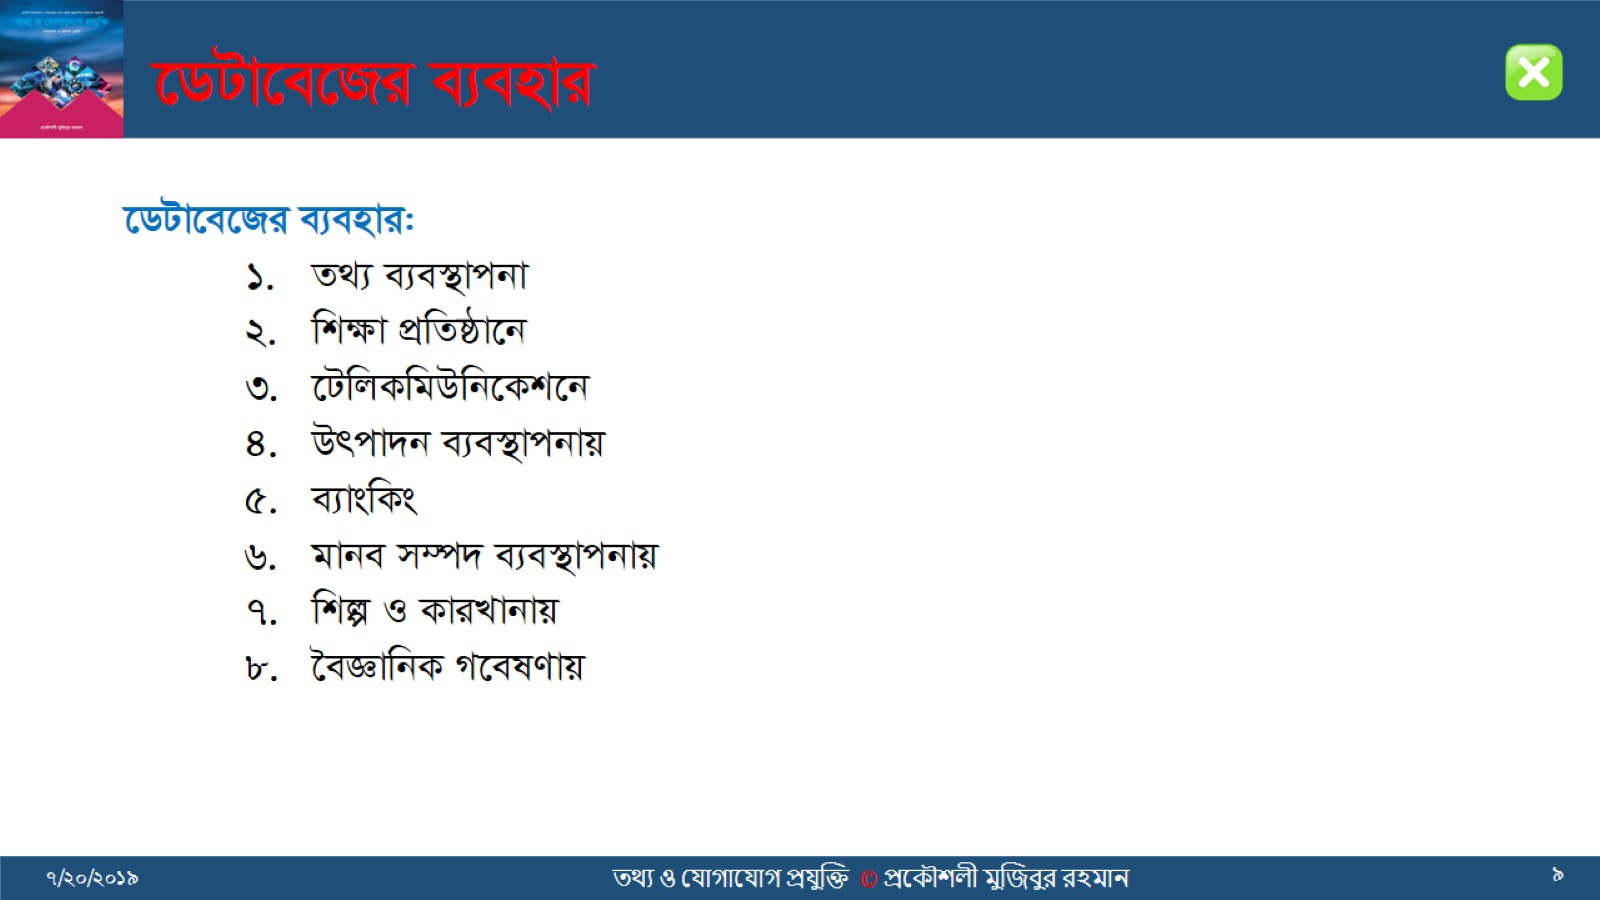 তথ্য ও যোগাযোগ প্রযুক্তি
ডেটাবেজের ব্যবহার
ডেটাবেজের ব্যবহার:
১. তথ্য ব্যবস্থাপনা
২. শিক্ষা প্রতিষ্ঠানে
৩. টেলিকমিউনিকেশনে
৪. উৎপাদন ব্যবস্থাপনায়
৫. ব্যাংকিং
৬. মানব সম্পদ ব্যবস্থাপনায়
৭. শিল্প ও কারখানায়
৮. বৈজ্ঞানিক গবেষণায়
৭/২০/২০১৯
তথ্য ও যোগাযোগ প্রযুক্তি © প্রকৌশলী মুজিবুর রহমান
৯